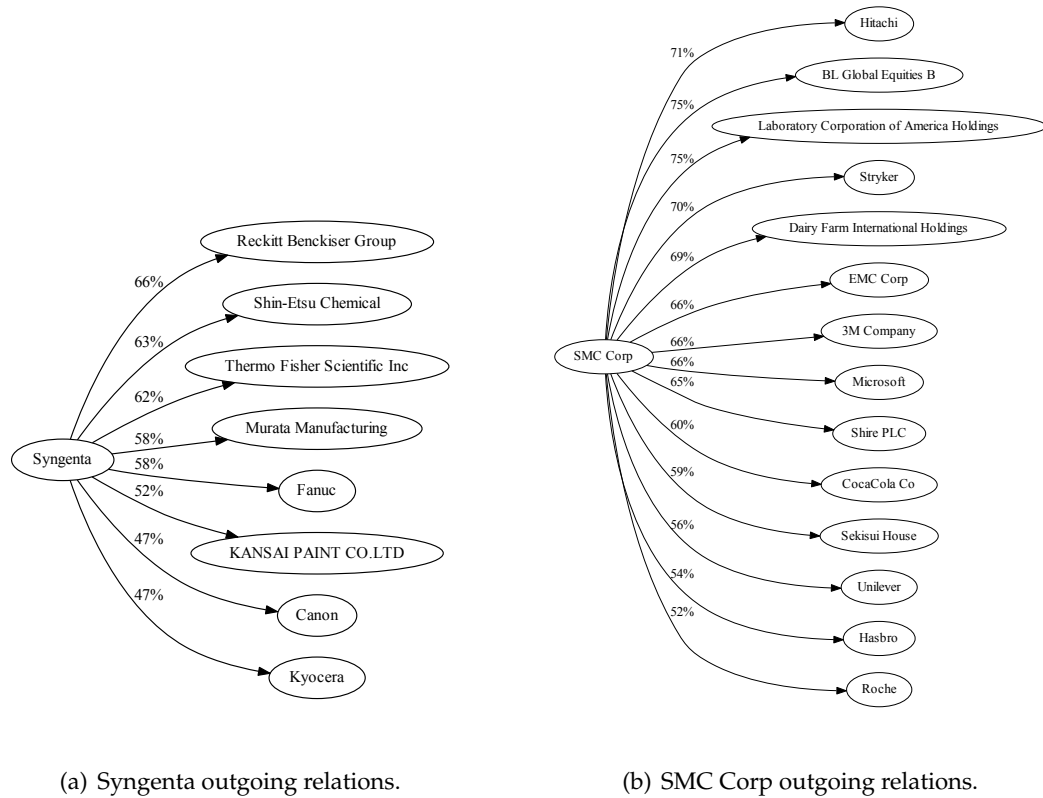 66%
63%
62%
58%
58%
52%
47%
47%
Syngenta
Reckitt Benckiser Group
Shin-Etsu Chemical
Thermo Fisher Scientific Inc
Murata Manufacturing
Fanuc
KANSAI PAINT CO.LTD
Canon
Kyocera
(a) Syngenta outgoing relations.
71%
75%
75%
70%
69%
66%
66%
66%
65%
60%
59%
56%
54%
52%
SMC Corp
Hitachi
BL Global Equities B
Laboratory Corporation of America Holdings
Stryker
Dairy Farm International Holdings
EMC Corp
3M Company
Microsoft
Shire PLC
CocaCola Co
Sekisui House
Unilever
Hasbro
Roche
(b) SMC Corp outgoing relations.